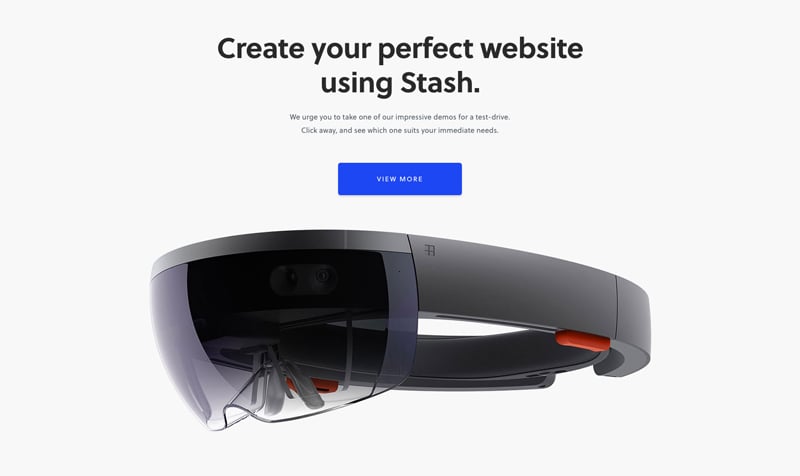 Create your perfect website
using Stash.
We urge you to take one of our impressive demos for a test-drive.
Click away, and see which one suits your immediate needs.
VIEW MORE